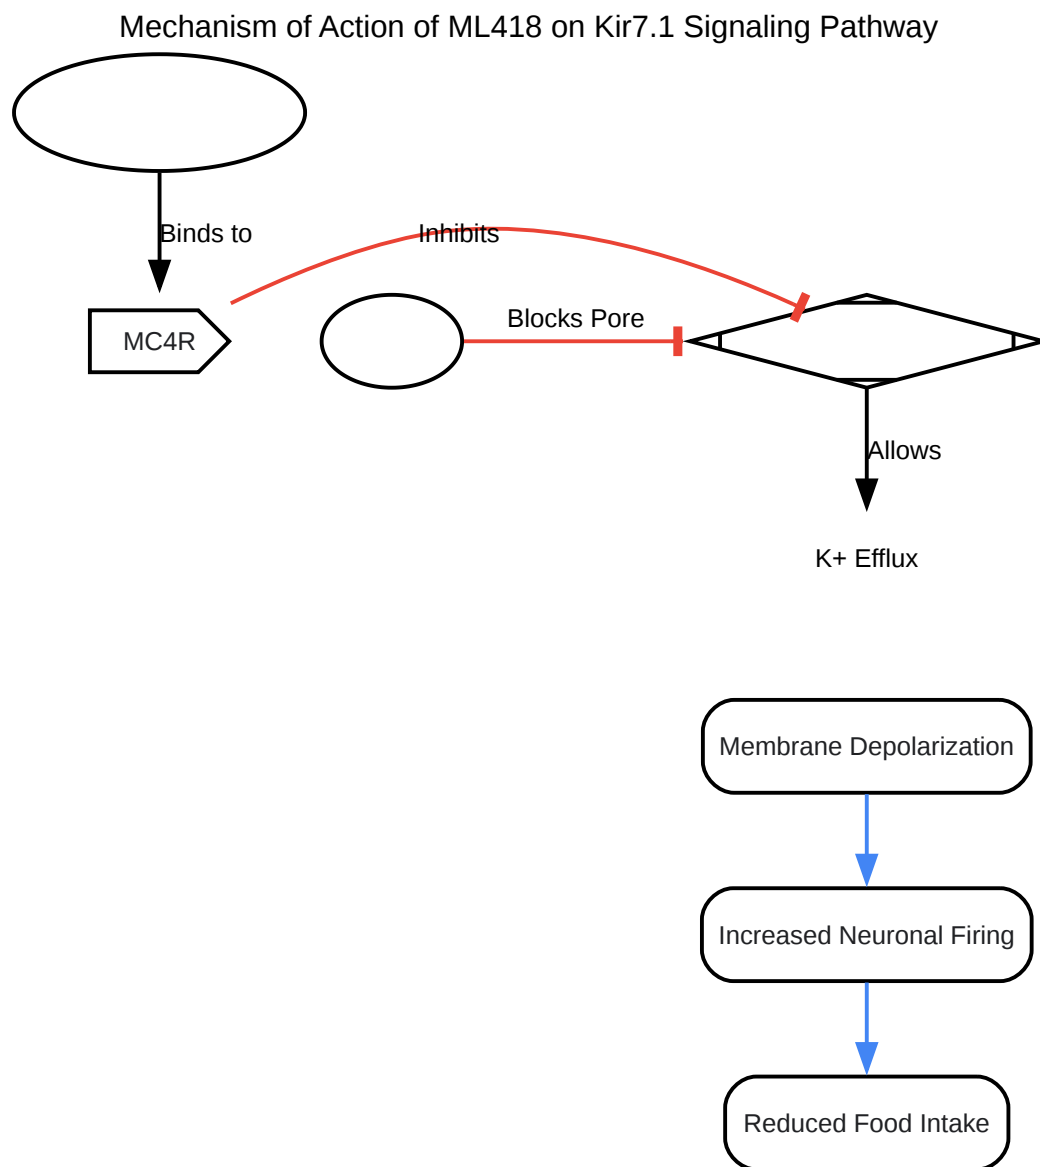 Mechanism of Action of ML418 on Kir7.1 Signaling Pathway
Binds to
Inhibits
MC4R
Blocks Pore
Allows
K+ Efflux
Membrane Depolarization
Increased Neuronal Firing
Reduced Food Intake